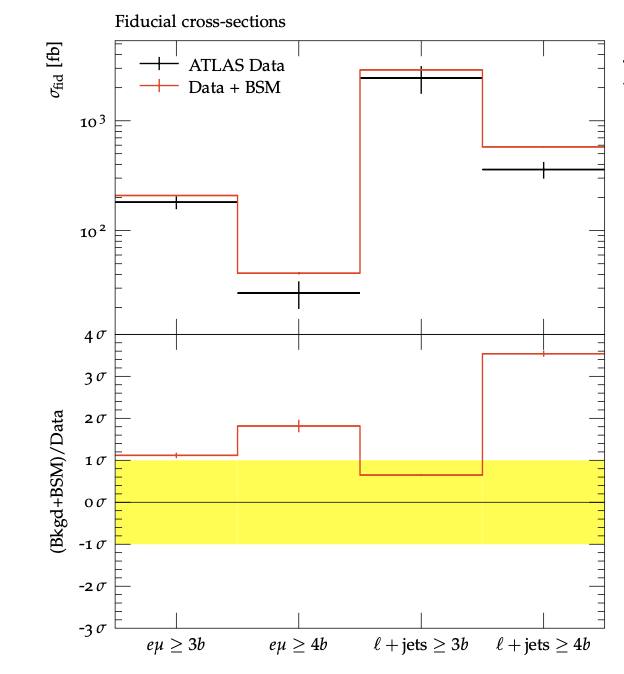 Fiducial cross-sections
σfid [fb]
ATLAS Data
Data + BSM
10³
10²
4 σ
3 σ
2 σ
1 σ
0 σ
-1 σ
-2 σ
-3 σ
(Bkgd+BSM)/Data
eμ ≥ 3b
eμ ≥ 4b
ℓ + jets ≥ 3b
ℓ + jets ≥ 4b